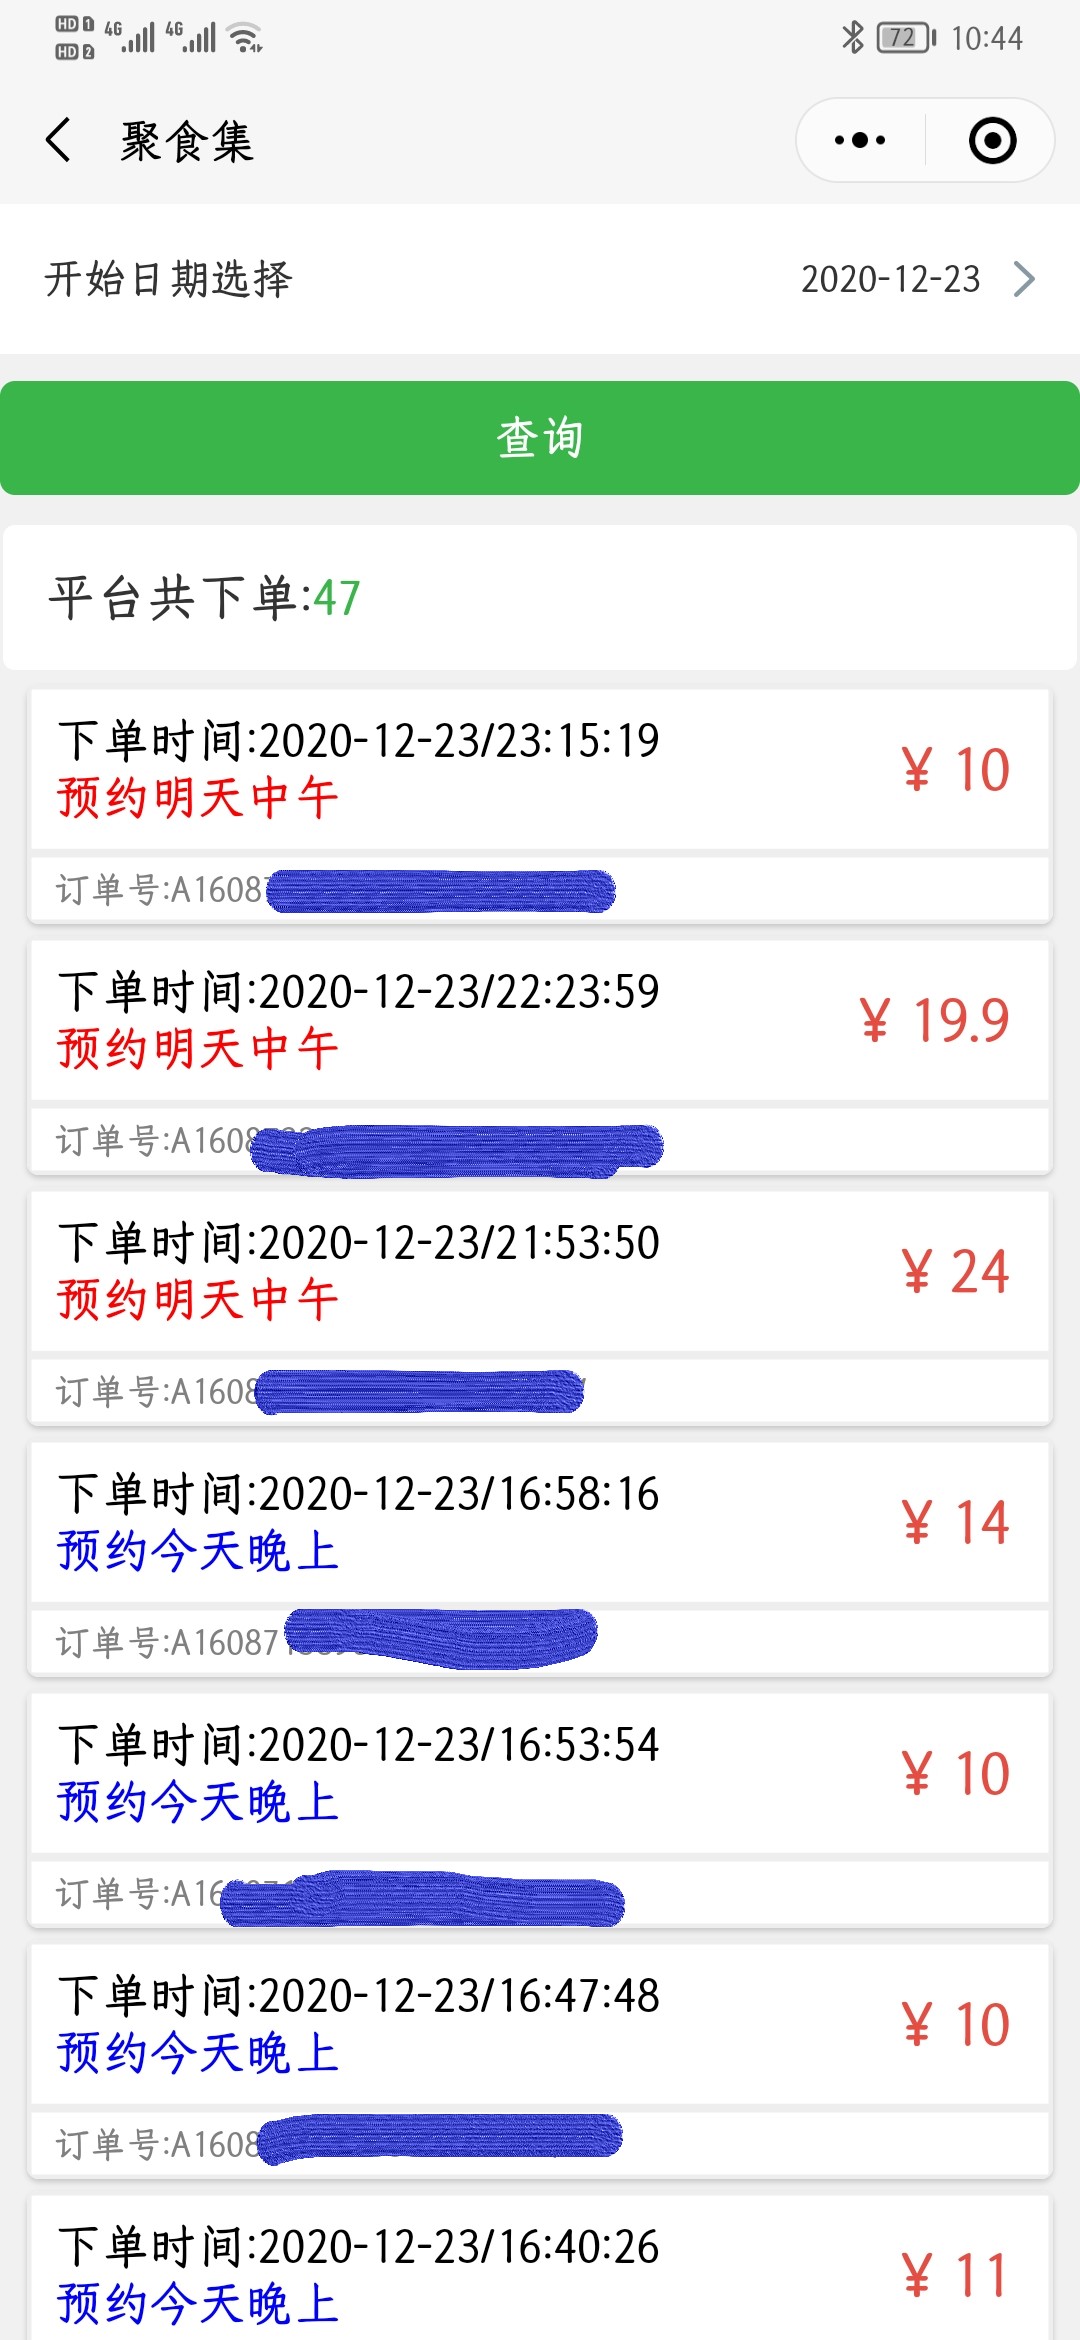 HD 1 4G 4G
HD 2
72 10:44
聚食集
开始日期选择 2020-12-23
查询
平台共下单:47
下单时间:2020-12-23/23:15:19
预约明天中午
¥ 10
订单号:A1608
下单时间:2020-12-23/22:23:59
预约明天中午
¥ 19.9
订单号:A1608
下单时间:2020-12-23/21:53:50
预约明天中午
¥ 24
订单号:A1608
下单时间:2020-12-23/16:58:16
预约今天晚上
¥ 14
订单号:A16087
下单时间:2020-12-23/16:53:54
预约今天晚上
¥ 10
订单号:A16
下单时间:2020-12-23/16:47:48
预约今天晚上
¥ 10
订单号:A1608
下单时间:2020-12-23/16:40:26
预约今天晚上
¥ 11